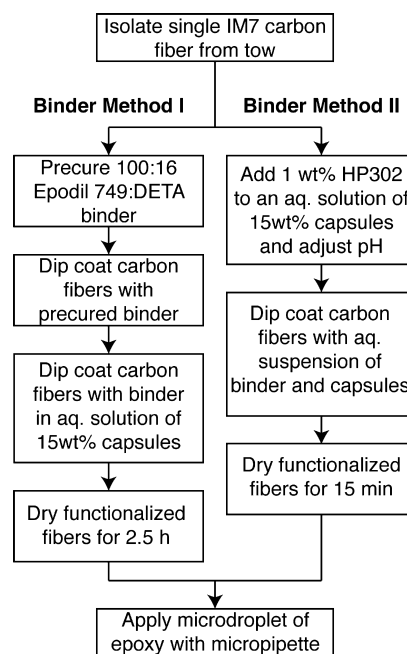 Isolate single IM7 carbon
fiber from tow
Binder Method I
Binder Method II
Precure 100:16
Epodil 749:DETA
binder
Dip coat carbon
fibers with
precured binder
Dip coat carbon
fibers with binder
in aq. solution of
15wt% capsules
Dry functionalized
fibers for 2.5 h
Add 1 wt% HP302
to an aq. solution of
15wt% capsules
and adjust pH
Dip coat carbon
fibers with aq.
suspension of
binder and capsules
Dry functionalized
fibers for 15 min
Apply microdroplet of
epoxy with micropipette